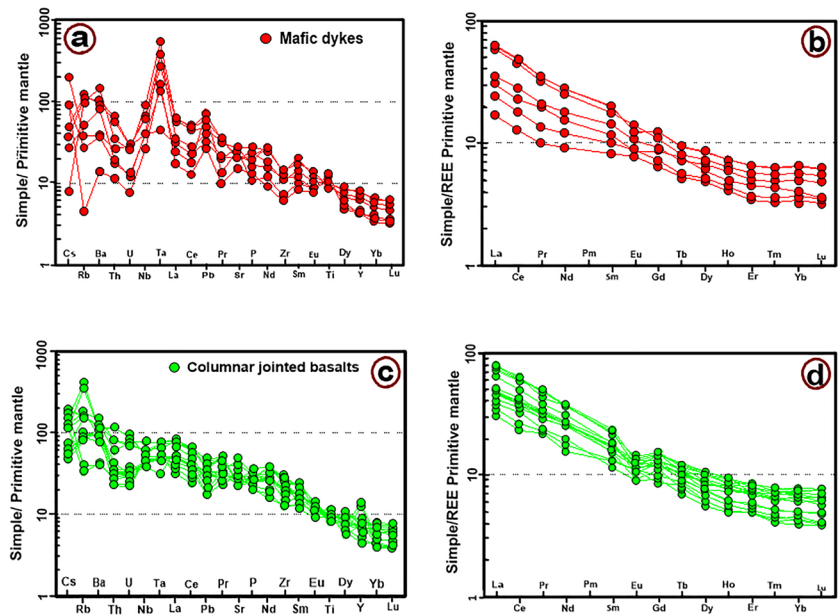 a
Mafic dykes
Simple/ Primitive mantle
1000
100
10
1
Cs Ba U Ta Ce Pr P Zr Eu Dy Yb
Rb Th Nb La Pb Sr Nd Sm Ti Y Lu
b
Simple/REE Primitive mantle
100
10
1
La Pr Pm Eu Tb Ho Tm Lu
Ce Nd Sm Gd Dy Er Yb
c
Columnar jointed basalts
Simple/ Primitive mantle
1000
100
10
1
Cs Ba U Ta Ce Pr P Zr Eu Dy Yb
Rb Th Nb La Pb Sr Nd Sm Ti Y Lu
d
Simple/REE Primitive mantle
100
10
1
La Pr Pm Eu Tb Ho Tm Lu
Ce Nd Sm Gd Dy Er Yb